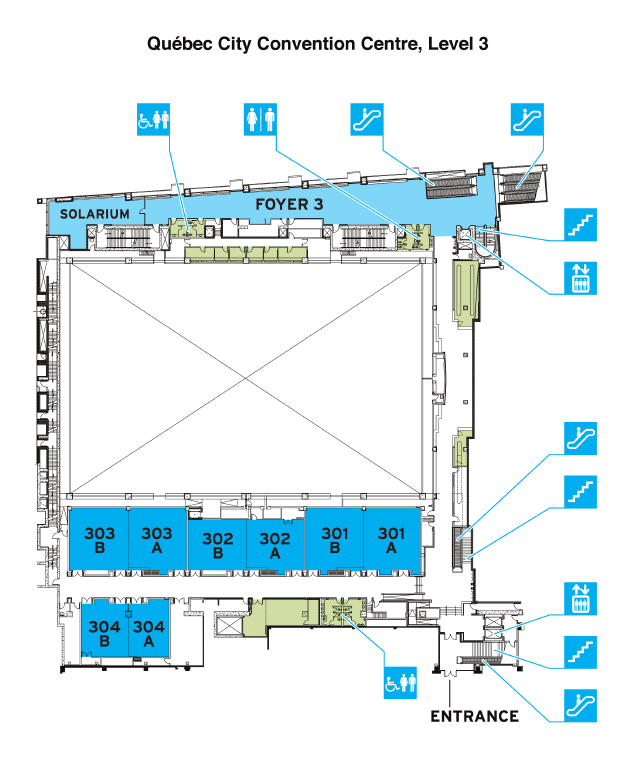 Québec City Convention Centre, Level 3
FOYER 3
SOLARIUM
303 B
303 A
302 B
302 A
301 B
301 A
304 B
304 A
ENTRANCE